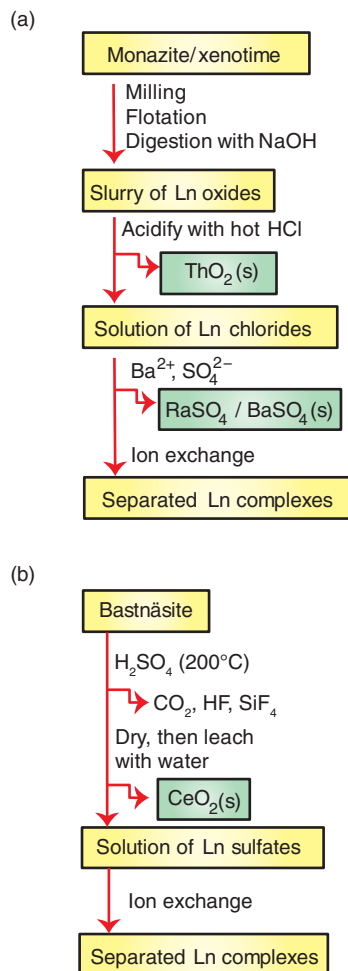 (a)
Monazite/xenotime
Milling
Flotation
Digestion with NaOH
Slurry of Ln oxides
Acidify with hot HCl
ThO₂(s)
Solution of Ln chlorides
Ba²⁺, SO₄²⁻
RaSO₄ / BaSO₄(s)
Ion exchange
Separated Ln complexes
(b)
Bastnäsite
H₂SO₄ (200°C)
CO₂, HF, SiF₄
Dry, then leach
with water
CeO₂(s)
Solution of Ln sulfates
Ion exchange
Separated Ln complexes